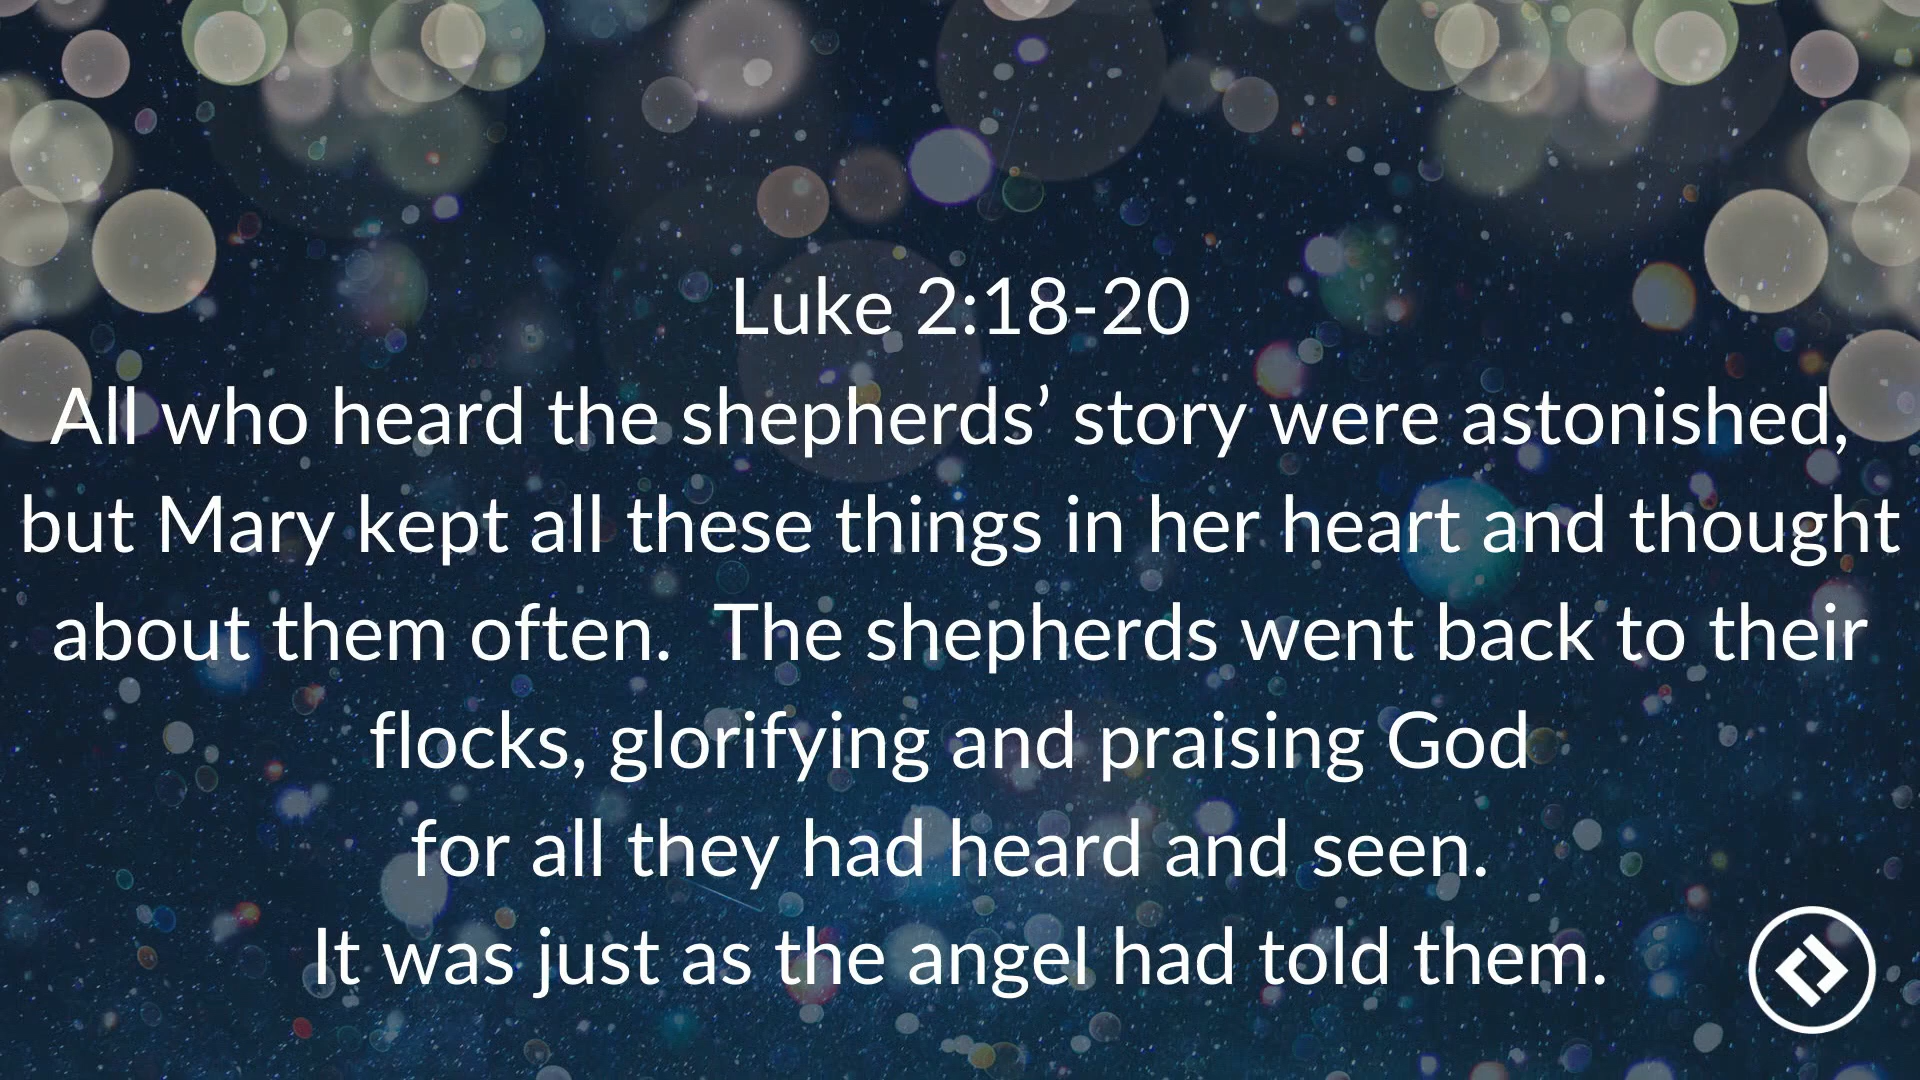 Luke 2:18-20
All who heard the shepherds’ story were astonished,
but Mary kept all these things in her heart and thought
about them often.  The shepherds went back to their
flocks, glorifying and praising God
for all they had heard and seen.
It was just as the angel had told them.